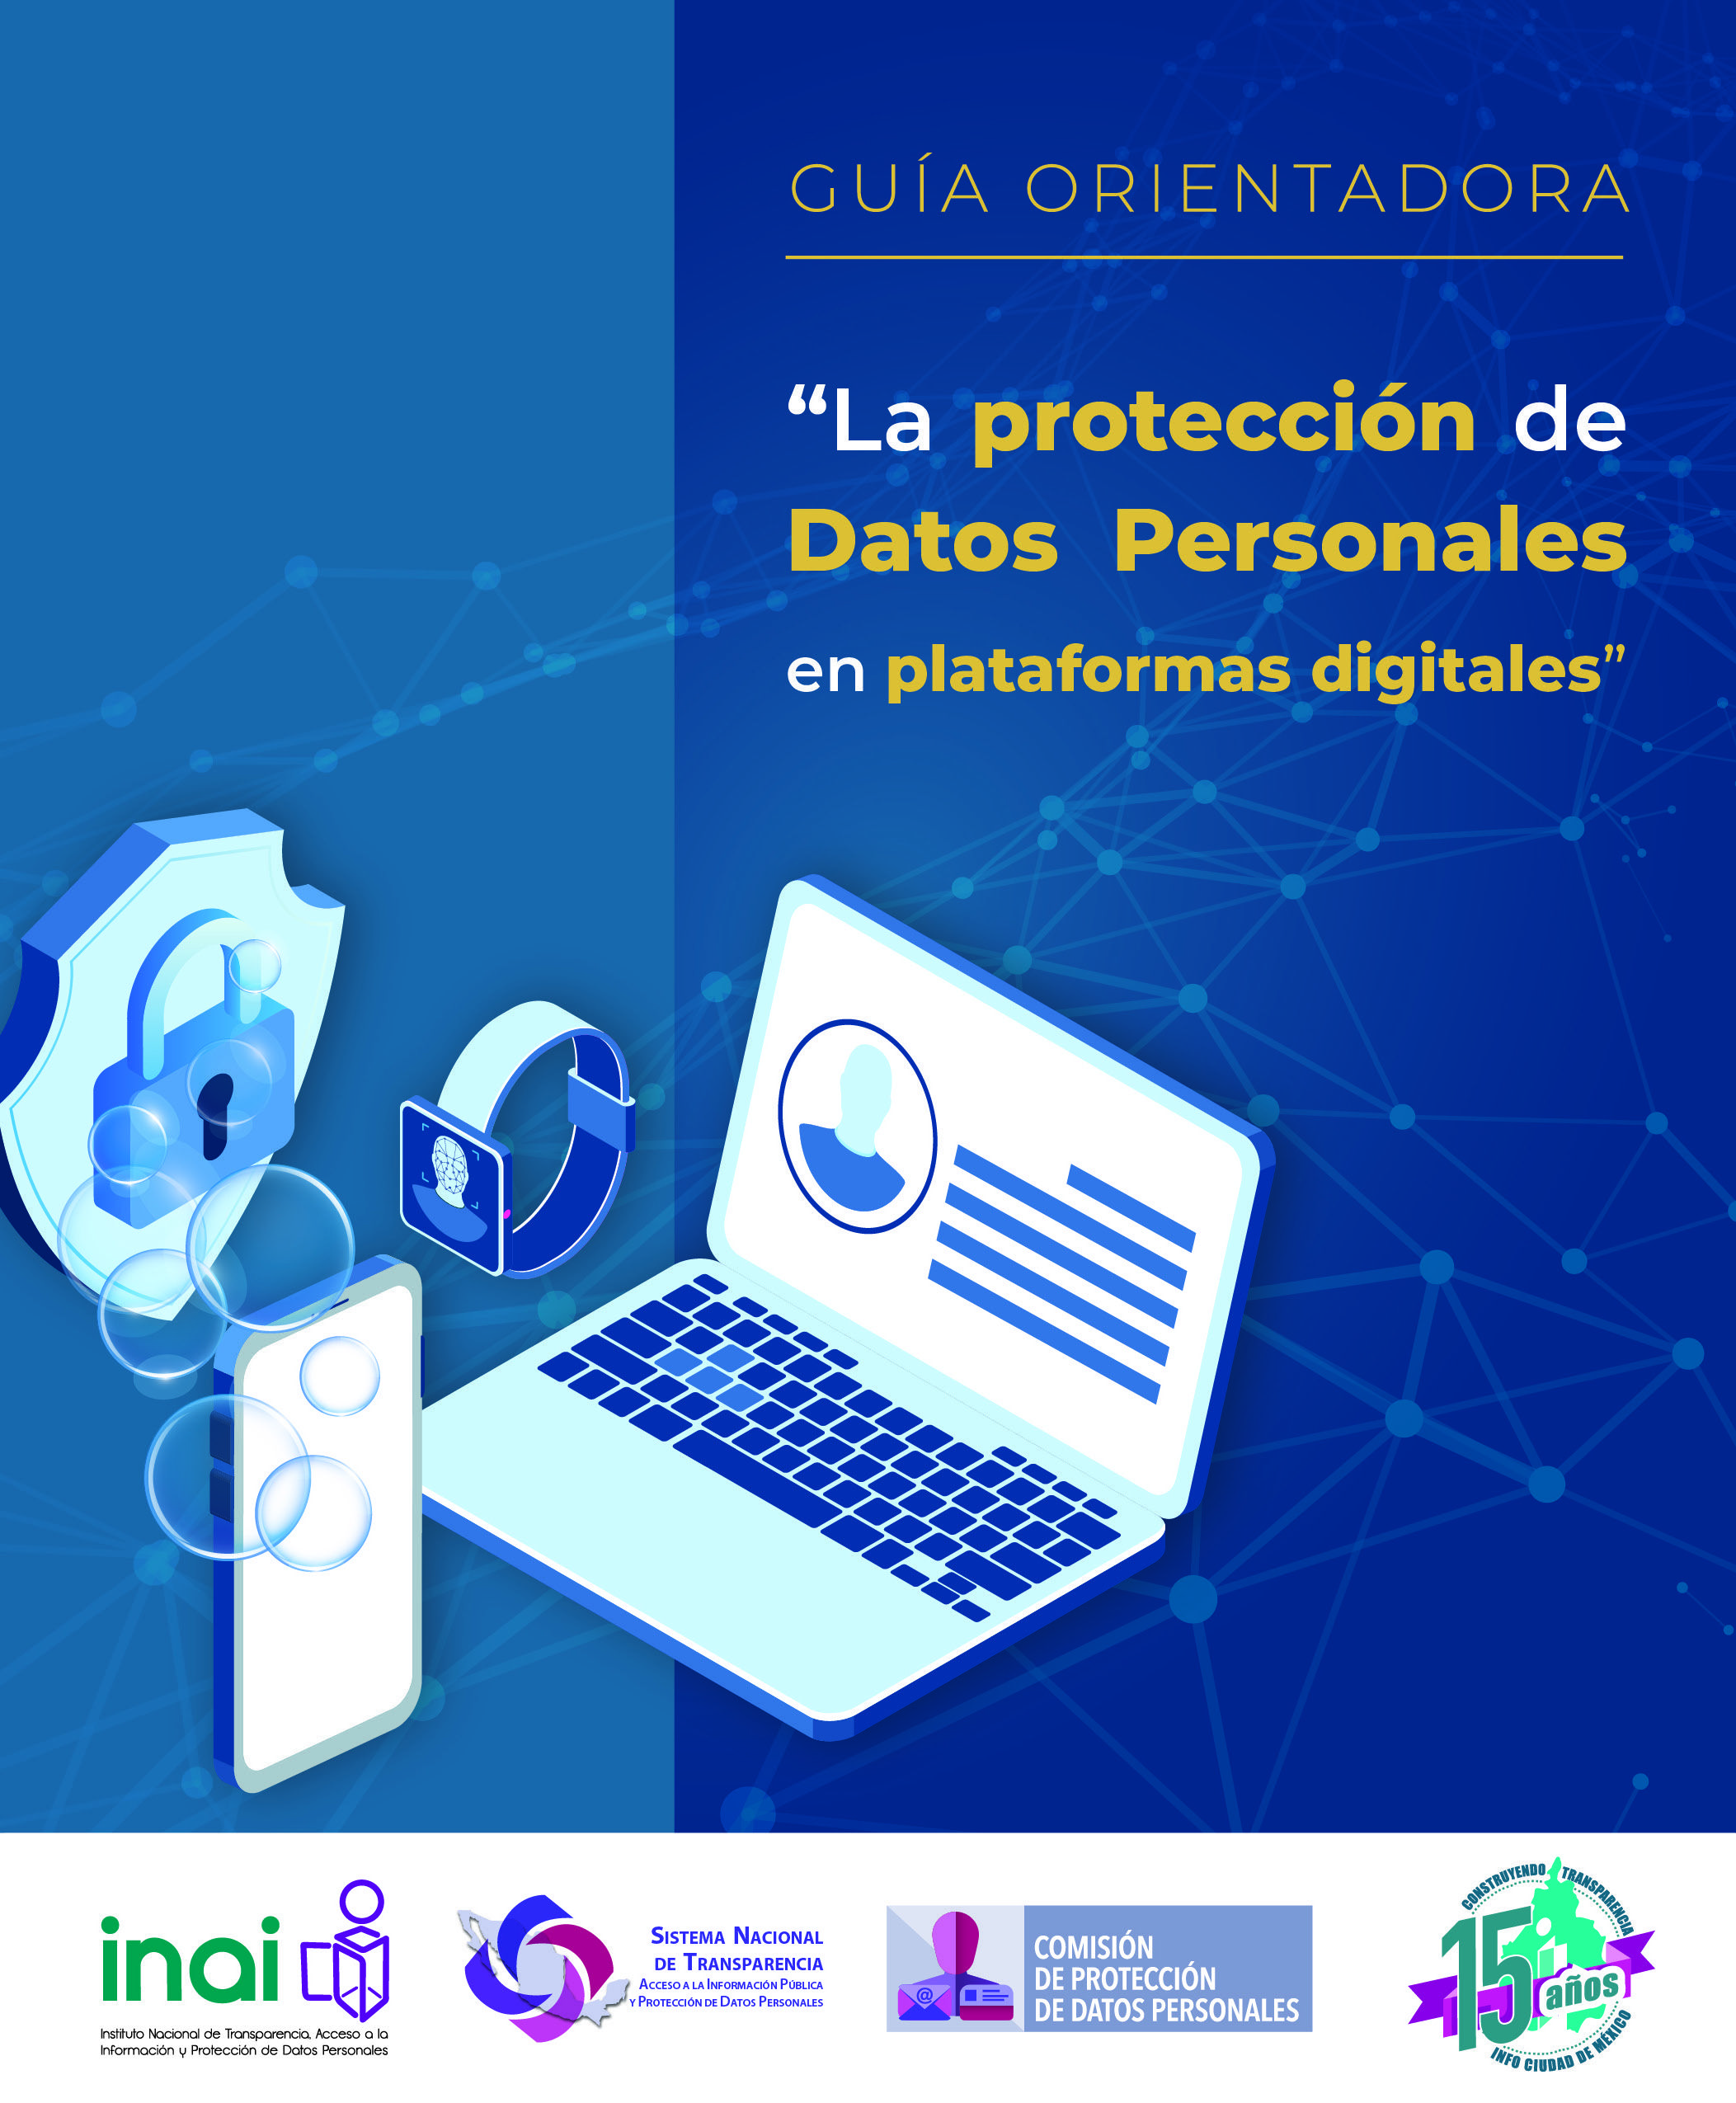 GUÍA ORIENTADORA
“La protección de
Datos Personales
en plataformas digitales”
inai
Instituto Nacional de Transparencia, Acceso a la
Información y Protección de Datos Personales
SISTEMA NACIONAL
DE TRANSPARENCIA
ACCESO A LA INFORMACIÓN PÚBLICA
Y PROTECCIÓN DE DATOS PERSONALES
@
COMISIÓN
DE PROTECCIÓN
DE DATOS PERSONALES
CONSTRUYENDO TRANSPARENCIA
15 años
INFO CIUDAD DE MÉXICO